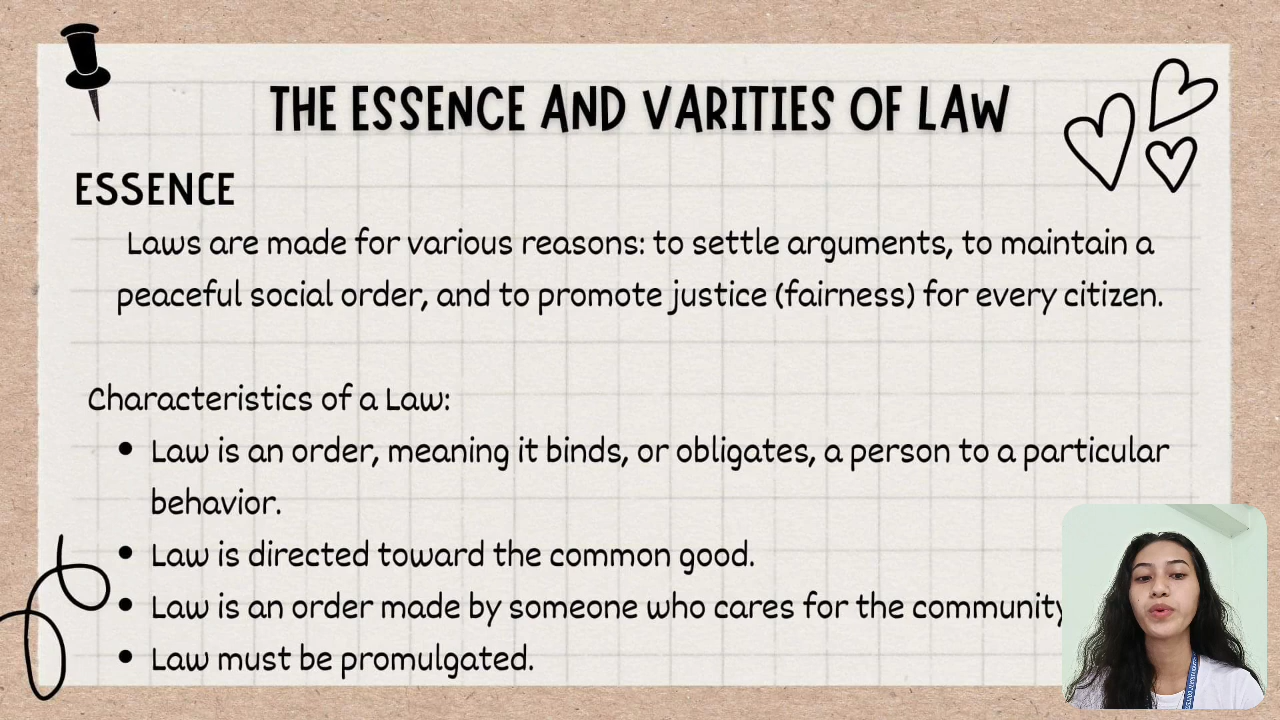 THE ESSENCE AND VARITIES OF LAW
ESSENCE
Laws are made for various reasons: to settle arguments, to maintain a
peaceful social order, and to promote justice (fairness) for every citizen.
Characteristics of a Law:
• Law is an order, meaning it binds, or obligates, a person to a particular
behavior.
• Law is directed toward the common good.
• Law is an order made by someone who cares for the community
• Law must be promulgated.